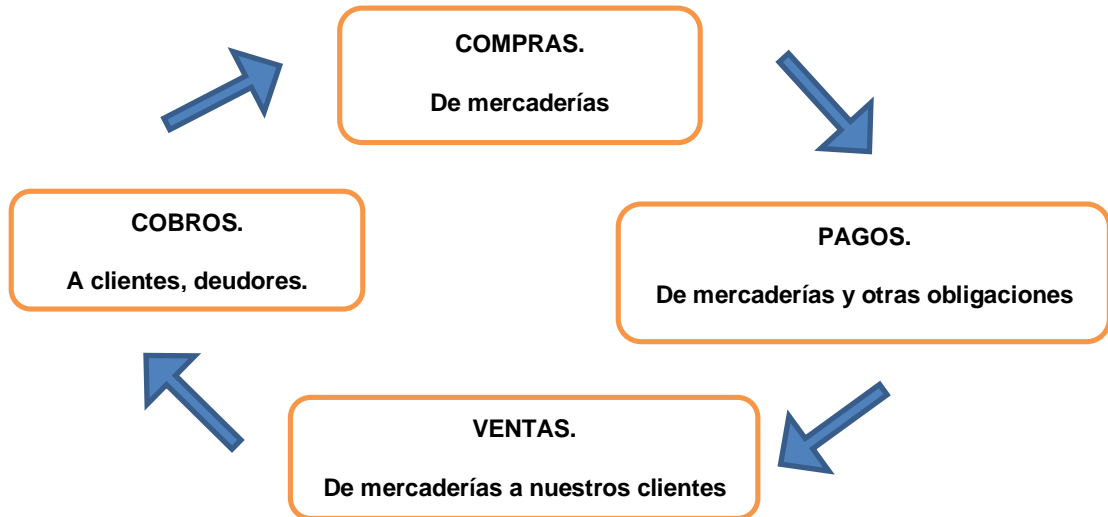 COMPRAS.
De mercaderías
COBROS.
A clientes, deudores.
PAGOS.
De mercaderías y otras obligaciones
VENTAS.
De mercaderías a nuestros clientes